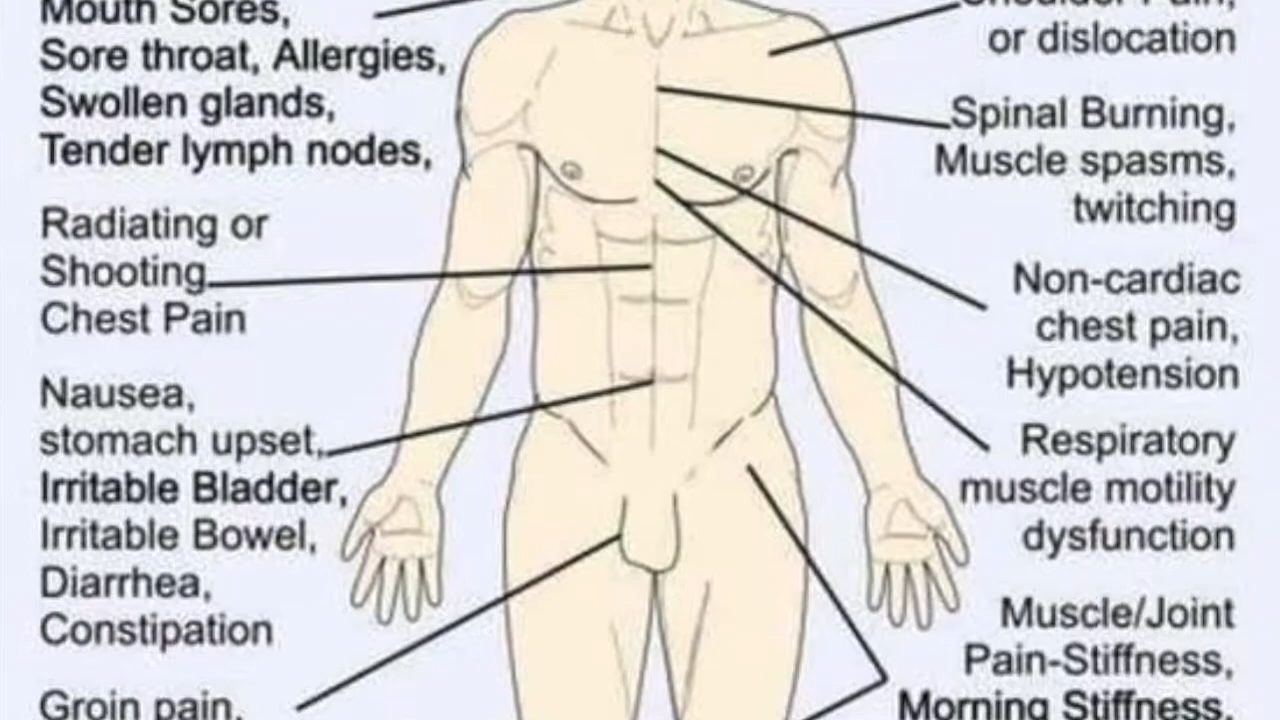 Mouth Sores,
Sore throat, Allergies,
Swollen glands,
Tender lymph nodes,
Radiating or
Shooting
Chest Pain
Nausea,
stomach upset,
Irritable Bladder,
Irritable Bowel,
Diarrhea,
Constipation
Groin pain,
Shoulder Pain,
or dislocation
Spinal Burning,
Muscle spasms,
twitching
Non-cardiac
chest pain,
Hypotension
Respiratory
muscle motility
dysfunction
Muscle/Joint
Pain-Stiffness,
Morning Stiffness,